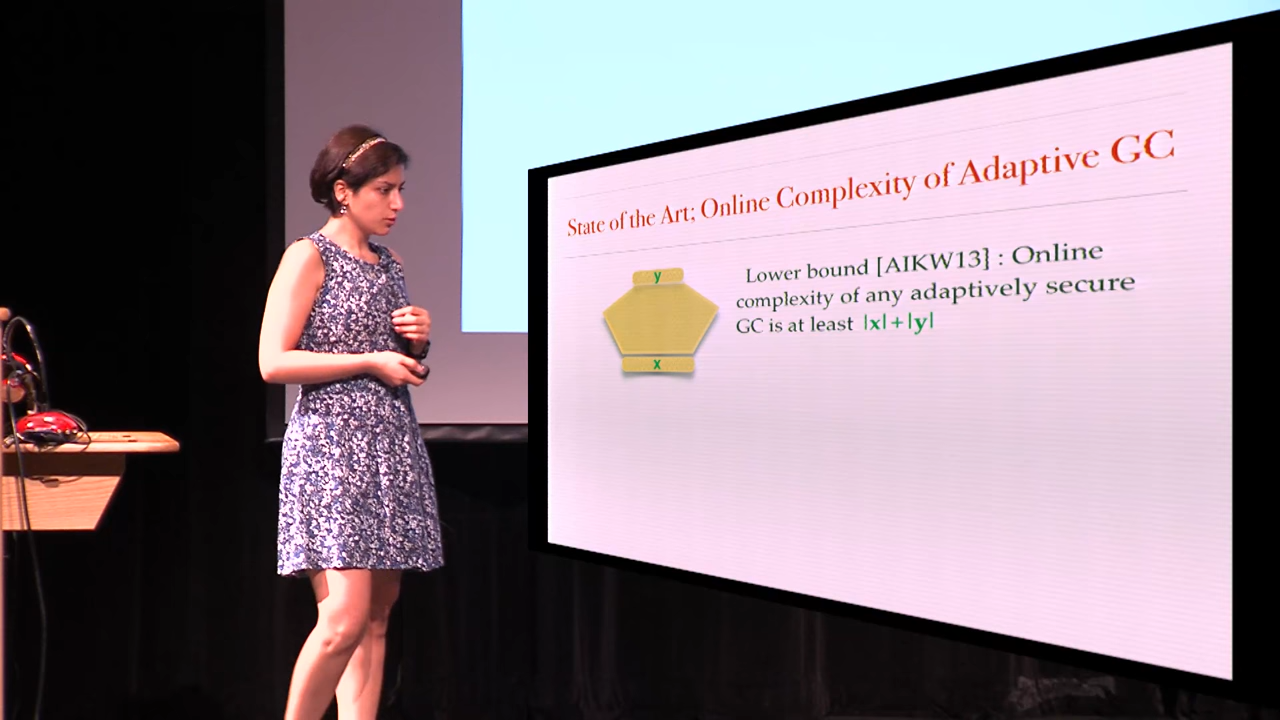 State of the Art; Online Complexity of Adaptive GC
y
x
Lower bound [AIKW13] : Online
complexity of any adaptively secure
GC is at least |x|+|y|